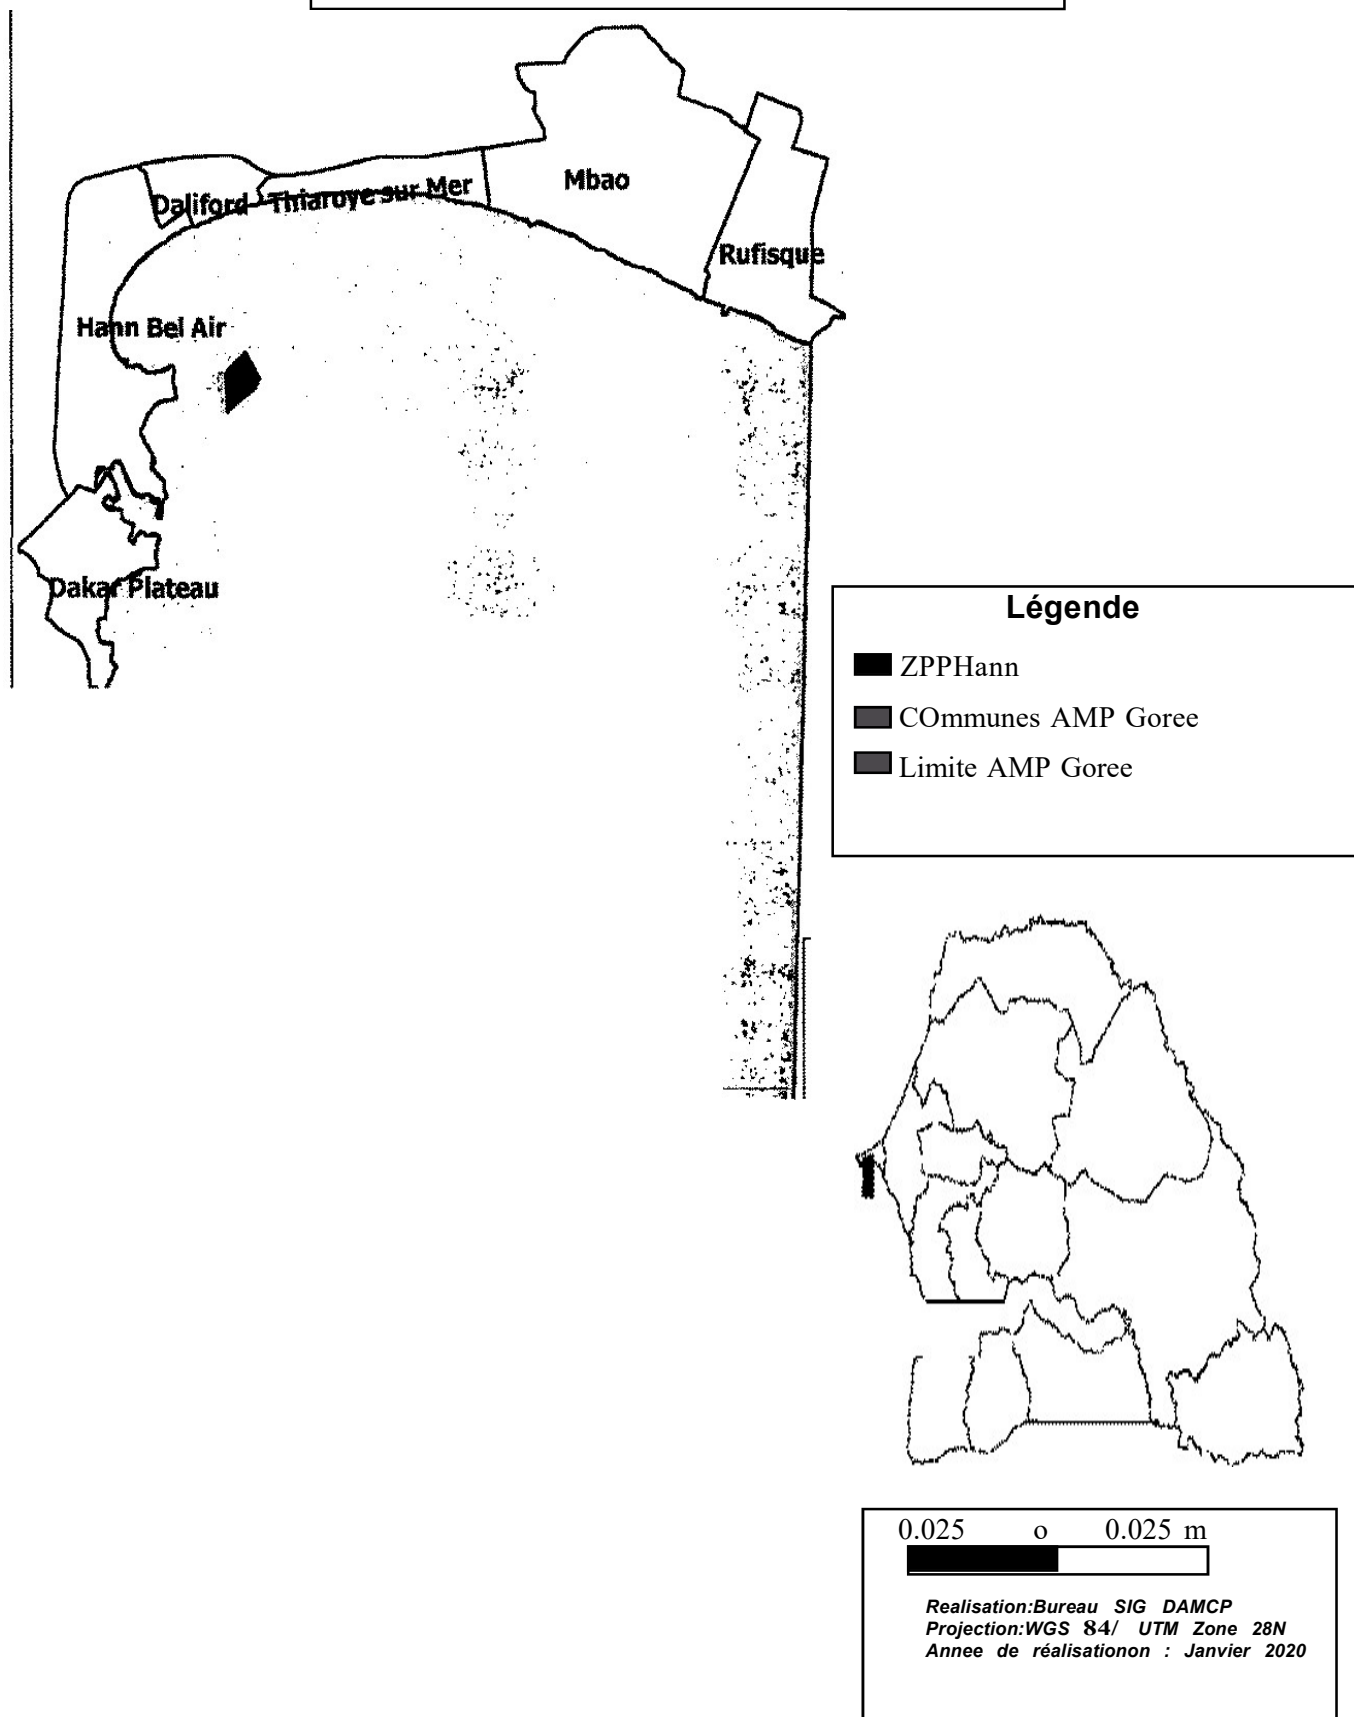 Mbao
Daliford
Thiaroye sur Mer
Rufisque
Hann Bel Air
Dakar Plateau
Légende
ZPPHann
COmmunes AMP Goree
Limite AMP Goree
0.025 o 0.025 m
Realisation:Bureau SIG DAMCP
Projection:WGS 84/ UTM Zone 28N
Annee de réalisationon : Janvier 2020